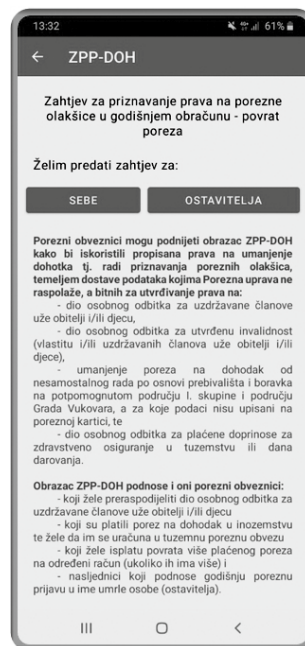 13:32
61%
← ZPP-DOH
Zahtjev za priznavanje prava na porezne
olakšice u godišnjem obračunu - povrat
poreza
Želim predati zahtjev za:
SEBE
OSTAVITELJA
Porezni obveznici mogu podnijeti obrazac ZPP-DOH
kako bi iskoristili propisana prava na umanjenje
dohotka tj. radi priznavanja poreznih olakšica,
temeljem dostave podataka kojima Porezna uprava ne
raspolaže, a bitnih za utvrđivanje prava na:
- dio osobnog odbitka za uzdržavane članove
uže obitelji i/ili djecu,
- dio osobnog odbitka za utvrđenu invalidnost
(vlastitu i/ili uzdržavanih članova uže obitelji i/ili
djece),
- umanjenje poreza na dohodak od
nesamostalnog rada po osnovi prebivališta i boravka
na potpomognutom području I. skupine i području
Grada Vukovara, a za koje podaci nisu upisani na
poreznoj kartici, te
- dio osobnog odbitka za plaćene doprinose za
zdravstveno osiguranje u tuzemstvu ili dana
darovanja.
Obrazac ZPP-DOH podnose i oni porezni obveznici:
- koji žele preraspodijeliti dio osobnog odbitka za
uzdržavane članove uže obitelji i/ili djecu
- koji su platili porez na dohodak u inozemstvu
te žele da im se uračuna u tuzemnu poreznu obvezu
- koji žele isplatu povrata više plaćenog poreza
na određeni račun (ukoliko ih ima više) i
- nasljednici koji podnose godišnju poreznu
prijavu u ime umrle osobe (ostavitelja).